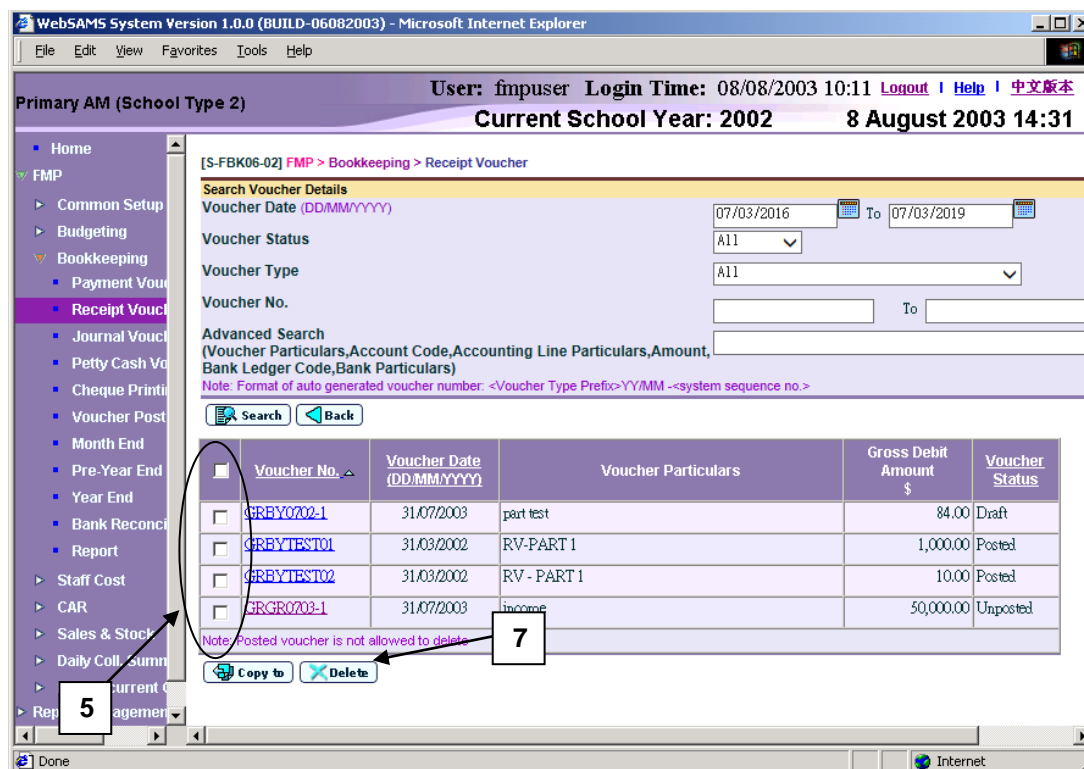 WebSAMS System Version 1.0.0 (BUILD-06082003) - Microsoft Internet Explorer
File Edit View Favorites Tools Help
User: fmpuser Login Time: 08/08/2003 10:11 Logout | Help | 中文版本
Primary AM (School Type 2)
Current School Year: 2002 8 August 2003 14:31
Home
FMP
Common Setup
Budgeting
Bookkeeping
Payment Vou
Receipt Voucl
Journal Voucl
Petty Cash Vo
Cheque Printi
Voucher Post
Month End
Pre-Year End
Year End
Bank Reconci
Report
Staff Cost
CAR
Sales & Stock
Daily Coll. Summ
current
Rep agemen
[S-FBK06-02] FMP > Bookkeeping > Receipt Voucher
Search Voucher Details
Voucher Date (DD/MM/YYYY) 07/03/2016 To 07/03/2019
Voucher Status All
Voucher Type All
Voucher No. To
Advanced Search
(Voucher Particulars,Account Code,Accounting Line Particulars,Amount,
Bank Ledger Code,Bank Particulars)
Note: Format of auto generated voucher number: <Voucher Type Prefix>YY/MM -<system sequence no.>
Search Back
Voucher No. Voucher Date (DD/MM/YYYY) Voucher Particulars Gross Debit Amount $ Voucher Status
GRBY0702-1 31/07/2003 part test 84.00 Draft
GRBYTEST01 31/03/2002 RV-PART 1 1,000.00 Posted
GRBYTEST02 31/03/2002 RV - PART 1 10.00 Posted
GRGR0703-1 31/07/2003 income 50,000.00 Unposted
Note: Posted voucher is not allowed to delete
Copy to Delete
7
5
Done Internet